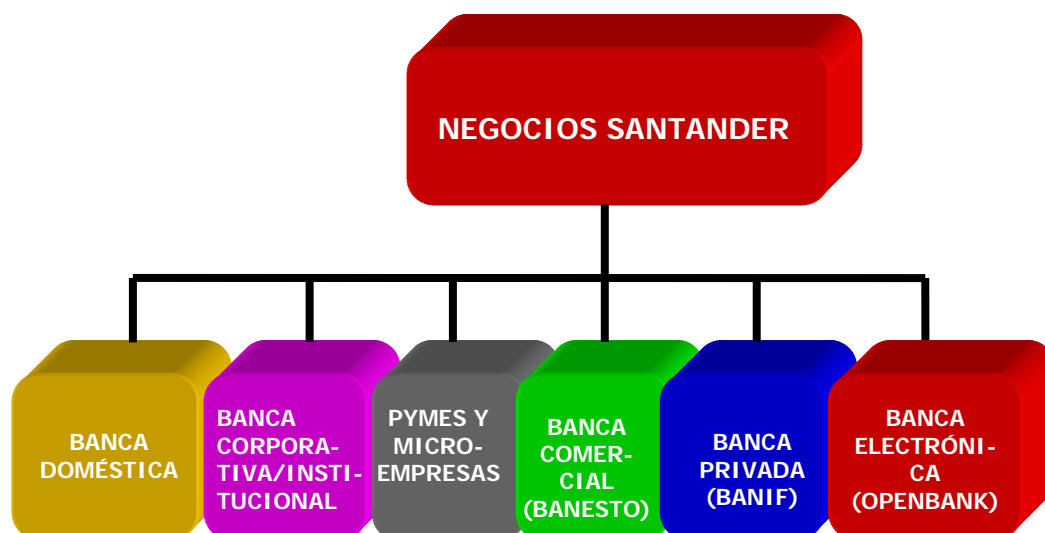 NEGOCIOS SANTANDER
BANCA
DOMÉSTICA
BANCA
CORPORA-
TIVA/INSTI-
TUCIONAL
PYMES Y
MICRO-
EMPRESAS
BANCA
COMER-
CIAL
(BANESTO)
BANCA
PRIVADA
(BANIF)
BANCA
ELECTRÓNI-
CA
(OPENBANK)